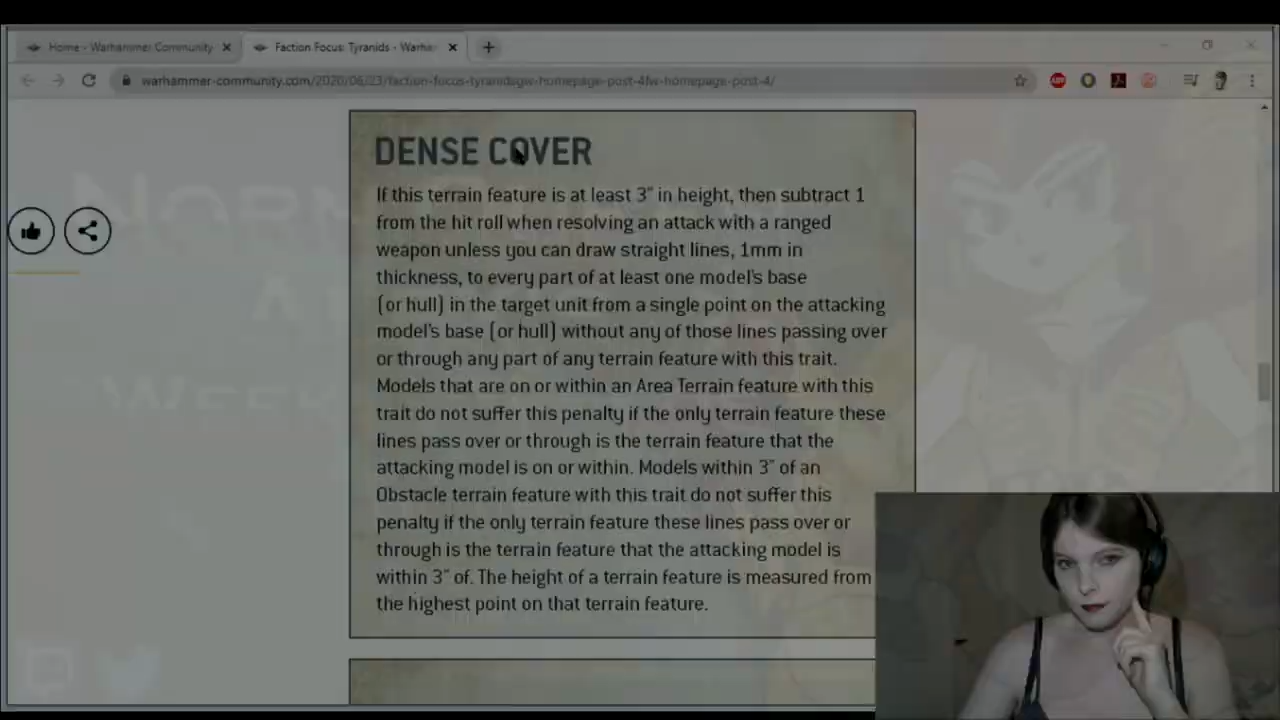 Home - Warhammer Community
Faction Focus: Tyranids - Warha
warhammer-community.com/2020/06/23/faction-focus-tyranidsgw-homepage-post-4fw-homepage-post-4/
DENSE COVER
If this terrain feature is at least 3" in height, then subtract 1
from the hit roll when resolving an attack with a ranged
weapon unless you can draw straight lines, 1mm in
thickness, to every part of at least one model's base
(or hull) in the target unit from a single point on the attacking
model's base (or hull) without any of those lines passing over
or through any part of any terrain feature with this trait.
Models that are on or within an Area Terrain feature with this
trait do not suffer this penalty if the only terrain feature these
lines pass over or through is the terrain feature that the
attacking model is on or within. Models within 3" of an
Obstacle terrain feature with this trait do not suffer this
penalty if the only terrain feature these lines pass over or
through is the terrain feature that the attacking model is
within 3" of. The height of a terrain feature is measured from
the highest point on that terrain feature.